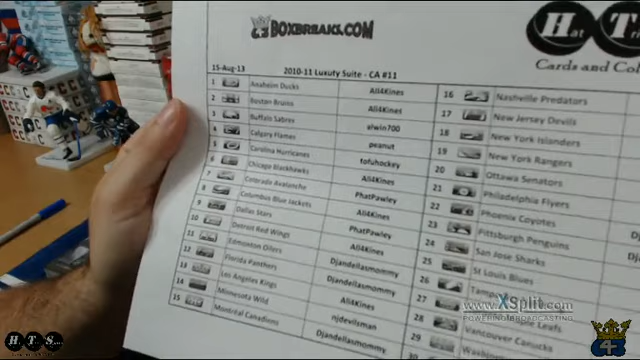 BOXBREAKS.COM
Cards and Col
15-Aug-13 2010-11 Luxury Suite - CA #11
1 Anaheim Ducks All4Kines
2 Boston Bruins All4Kines
3 Buffalo Sabres alwin700
4 Calgary Flames peanut
5 Carolina Hurricanes tofuhockey
6 Chicago Blackhawks All4Kines
7 Colorado Avalanche PhatPawley
8 Columbus Blue Jackets All4Kines
9 Dallas Stars PhatPawley
10 Detroit Red Wings All4Kines
11 Edmonton Oilers Djandellasmommy
12 Florida Panthers Djandellasmommy
13 Los Angeles Kings All4Kines
14 Minnesota Wild njdevilsman
15 Montreal Canadiens Djandellasmommy
16 Nashville Predators
17 New Jersey Devils
18 New York Islanders
19 New York Rangers
20 Ottawa Senators
21 Philadelphia Flyers
22 Phoenix Coyotes
23 Pittsburgh Penguins
24 San Jose Sharks
25 St Louis Blues
26 Tamp
27 Maple Leafs
28 Vancouver Canucks
29 Washin
www.XSplit.com
POWERING BROADCASTING
H.T.S.
43